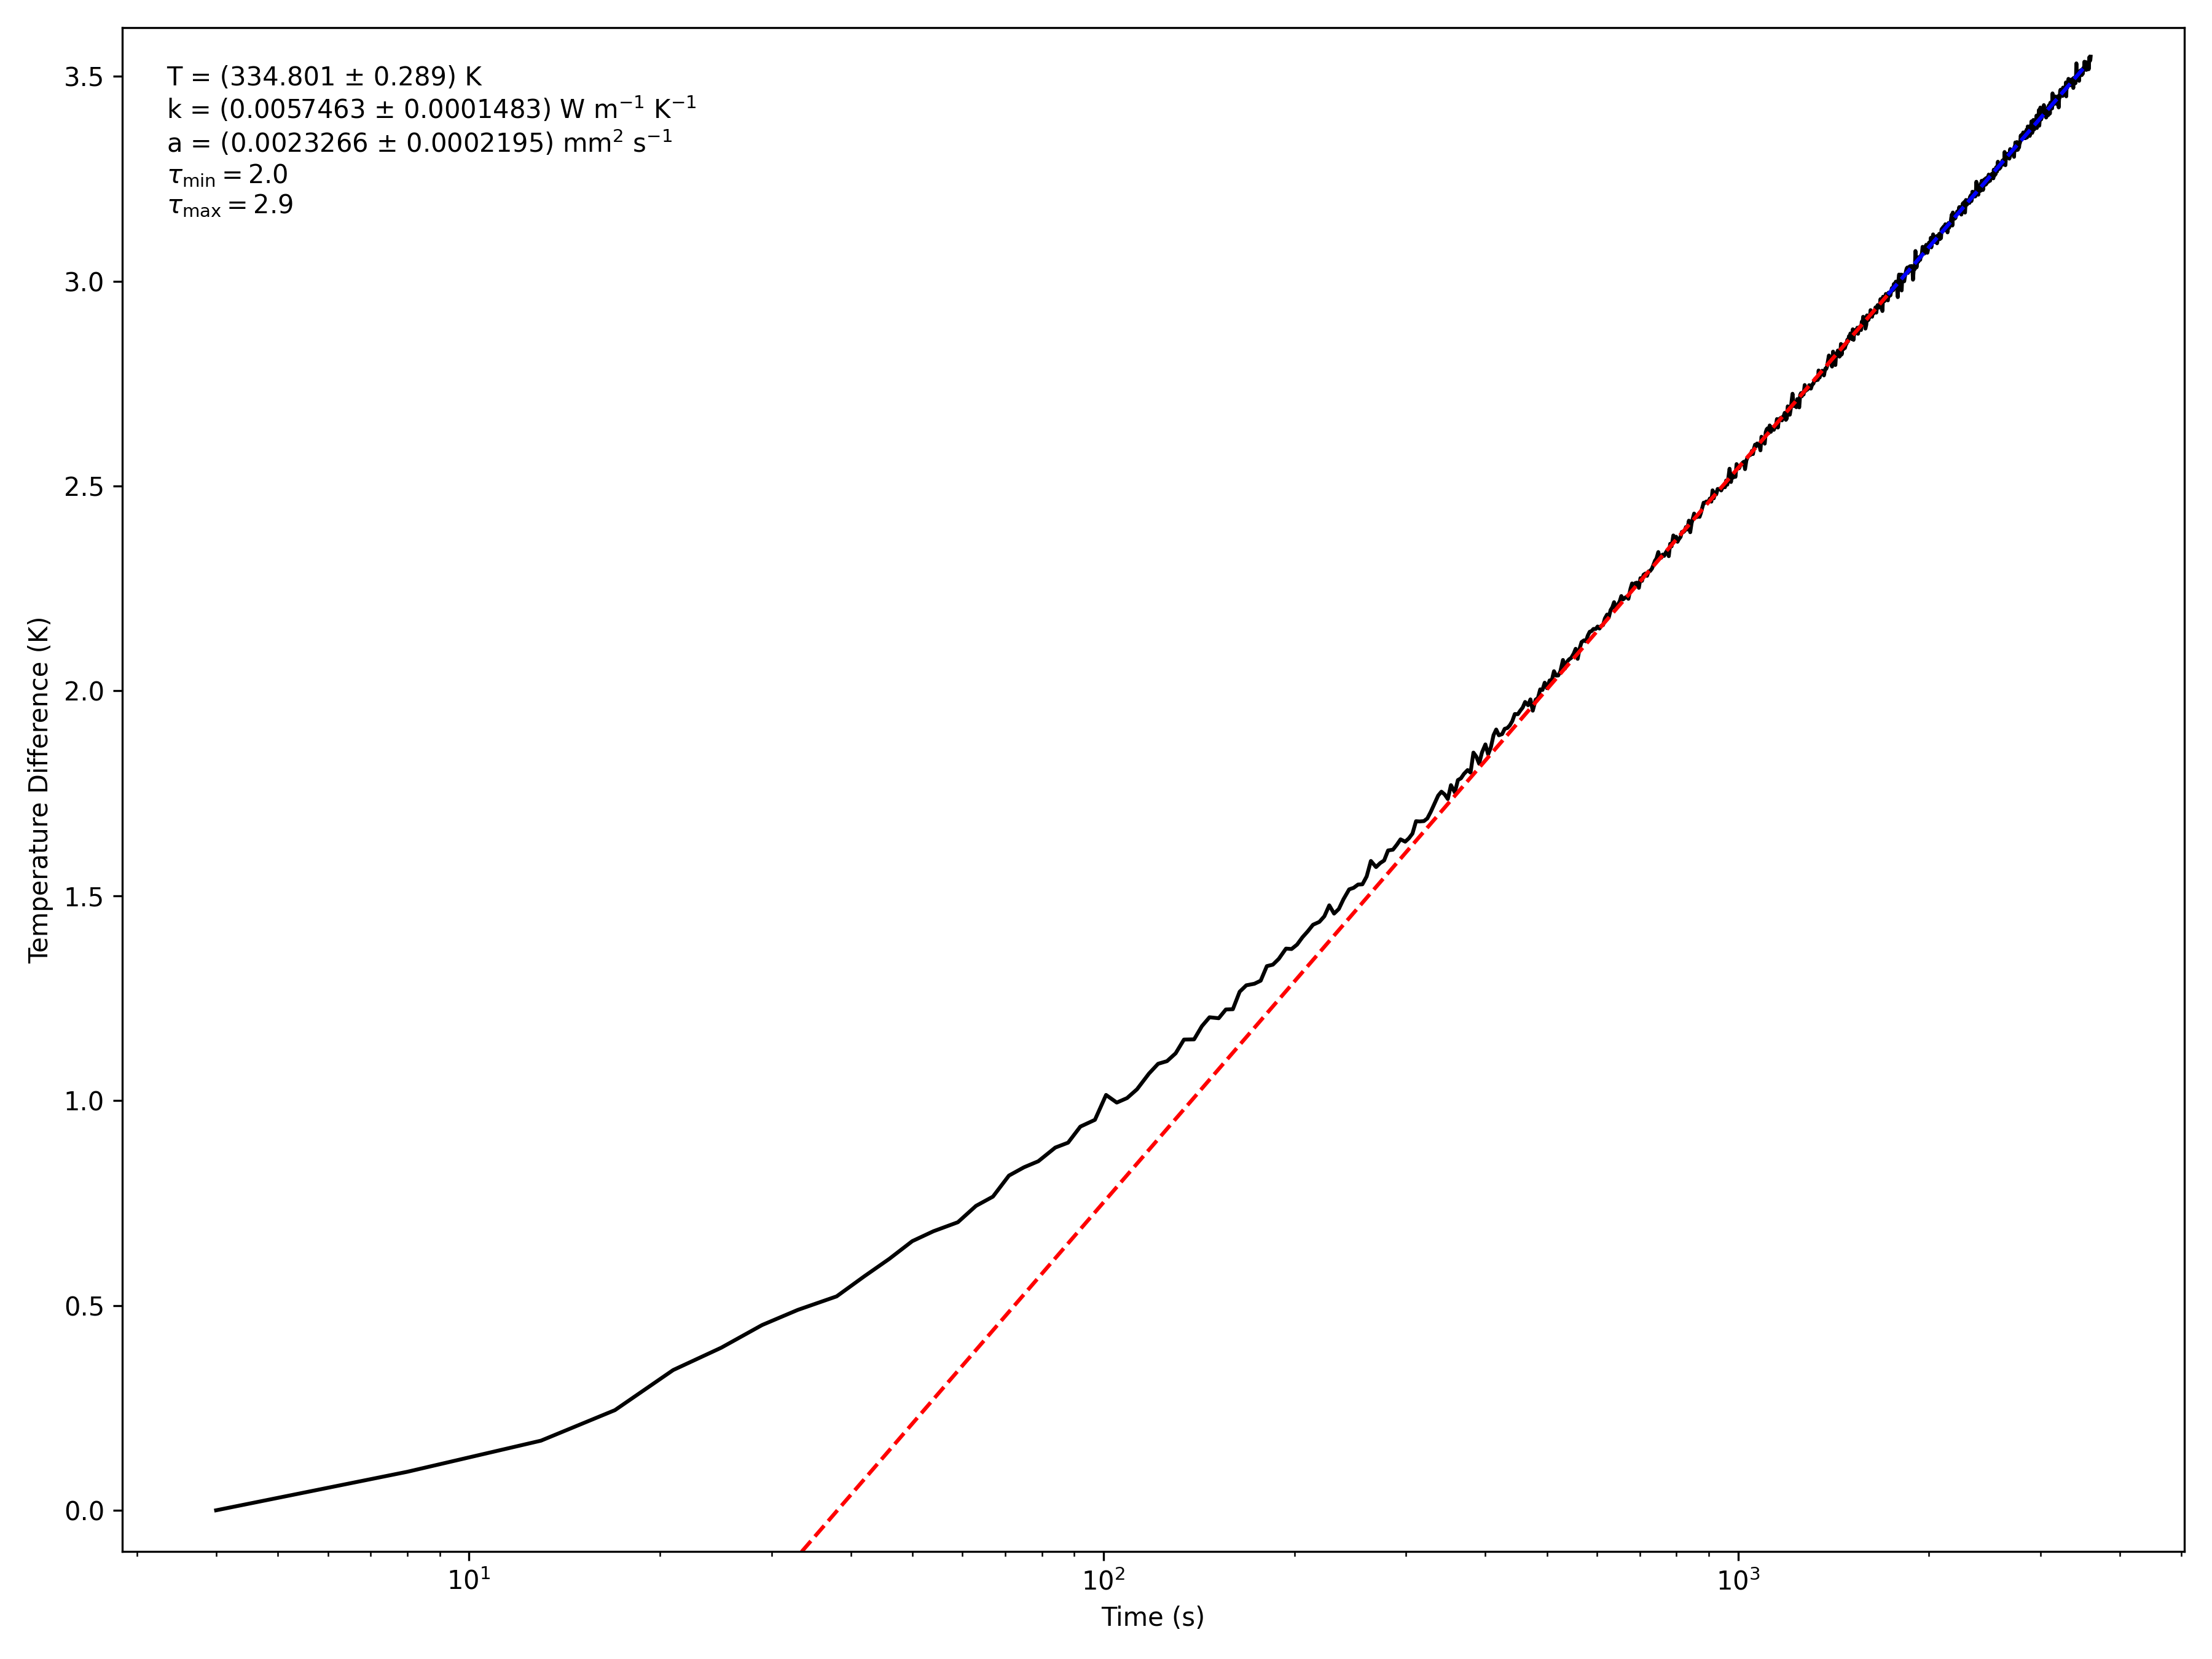 T = (334.801 ± 0.289) K
k = (0.0057463 ± 0.0001483) W m⁻¹ K⁻¹
a = (0.0023266 ± 0.0002195) mm² s⁻¹
τmin = 2.0
τmax = 2.9
3.5
3.0
2.5
2.0
1.5
1.0
0.5
0.0
Temperature Difference (K)
10¹ 10² 10³
Time (s)